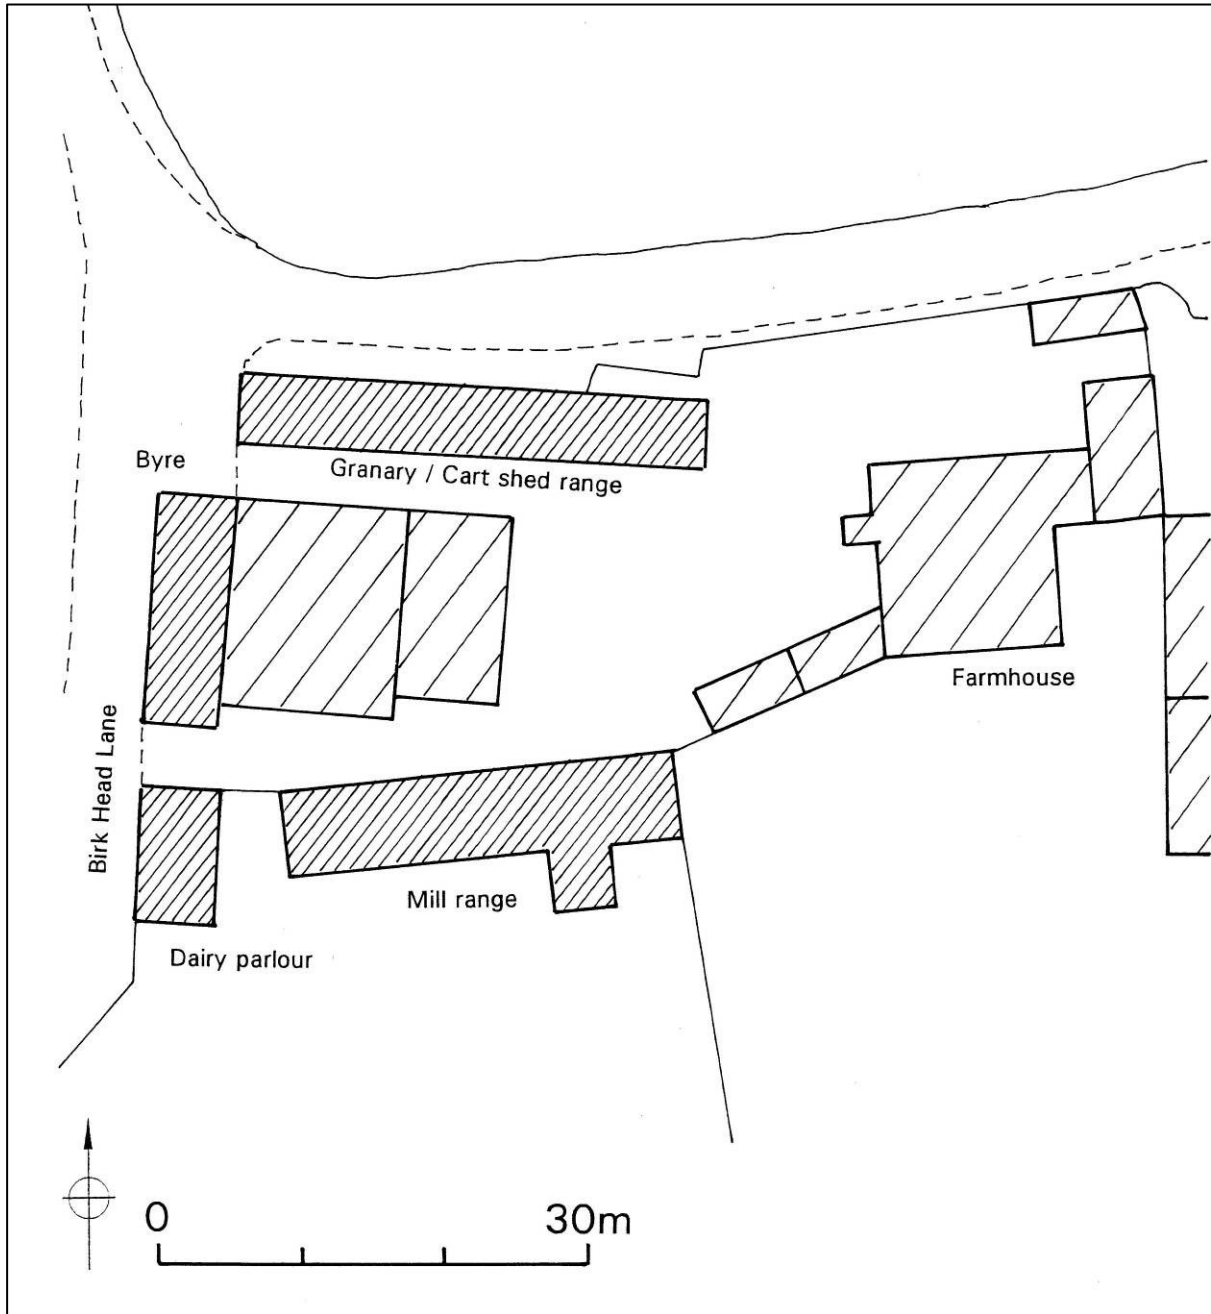 Byre
Granary / Cart shed range
Farmhouse
Birk Head Lane
Mill range
Dairy parlour
0 30m